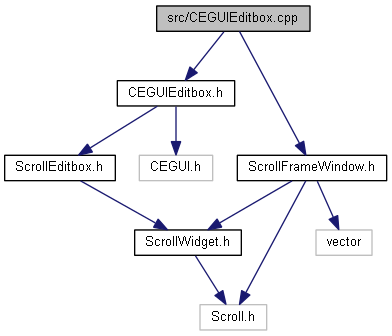 src/CEGUIEditbox.cpp
CEGUIEditbox.h
ScrollEditbox.h
CEGUI.h
ScrollFrameWindow.h
ScrollWidget.h
vector
Scroll.h